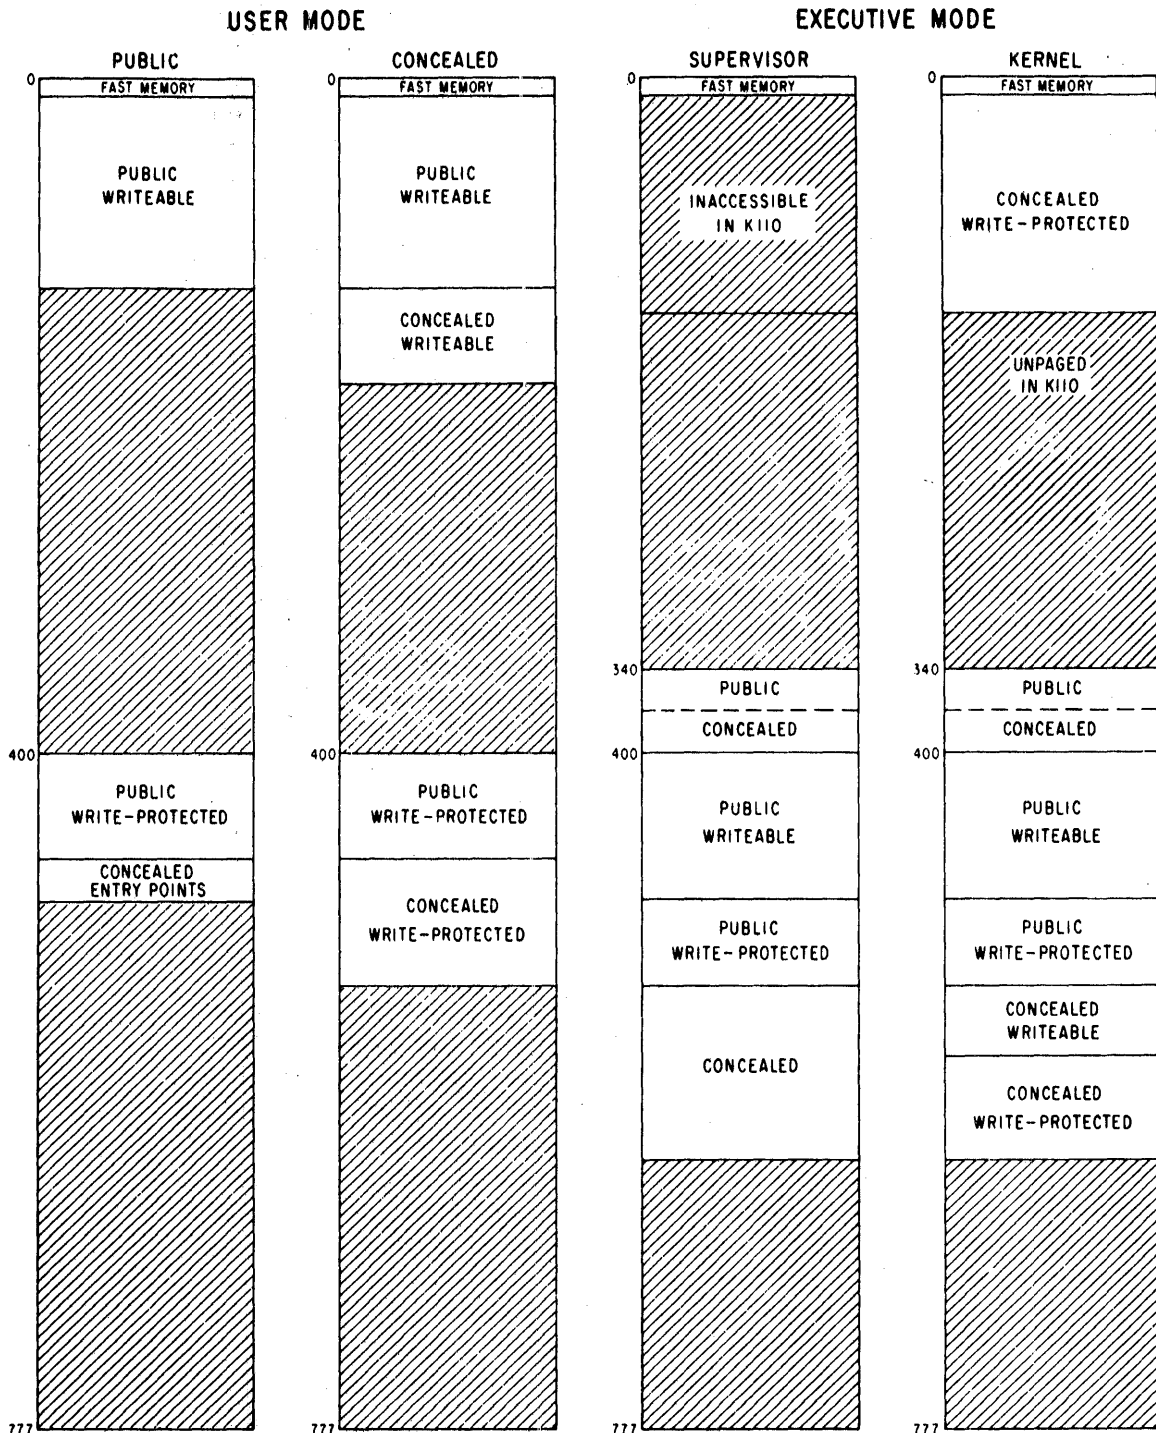 USER MODE
EXECUTIVE MODE
PUBLIC
CONCEALED
SUPERVISOR
KERNEL
0
FAST MEMORY
PUBLIC
WRITEABLE
400
PUBLIC
WRITE-PROTECTED
CONCEALED
ENTRY POINTS
777
0
FAST MEMORY
PUBLIC
WRITEABLE
CONCEALED
WRITEABLE
400
PUBLIC
WRITE-PROTECTED
CONCEALED
WRITE-PROTECTED
777
0
FAST MEMORY
INACCESSIBLE
IN KI10
340
PUBLIC
CONCEALED
400
PUBLIC
WRITEABLE
PUBLIC
WRITE-PROTECTED
CONCEALED
777
0
FAST MEMORY
CONCEALED
WRITE-PROTECTED
UNPAGED
IN KI10
340
PUBLIC
CONCEALED
400
PUBLIC
WRITEABLE
PUBLIC
WRITE-PROTECTED
CONCEALED
WRITEABLE
CONCEALED
WRITE-PROTECTED
777